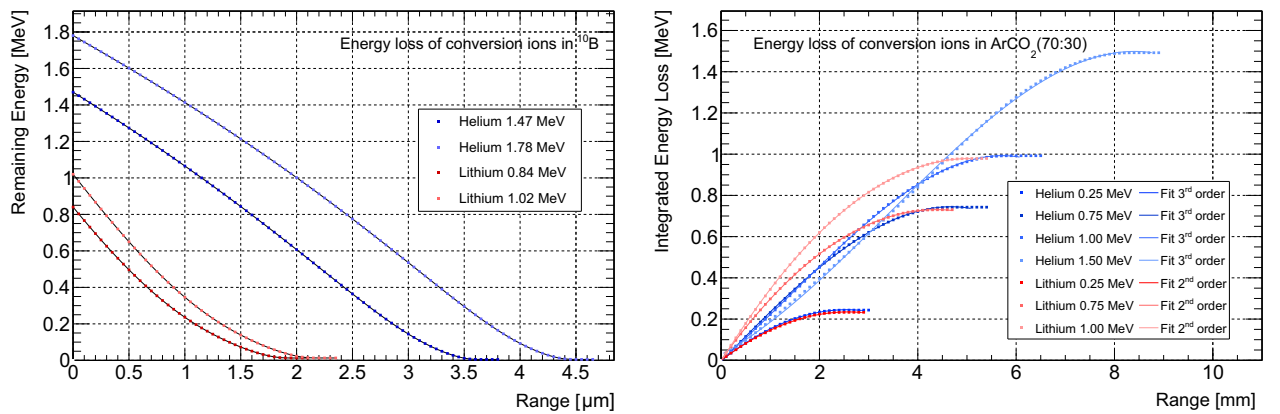 Energy loss of conversion ions in ¹⁰B
Remaining Energy [MeV]
1.8
1.6
1.4
1.2
1
0.8
0.6
0.4
0.2
0
Helium 1.47 MeV
Helium 1.78 MeV
Lithium 0.84 MeV
Lithium 1.02 MeV
0 0.5 1 1.5 2 2.5 3 3.5 4 4.5
Range [μm]
Energy loss of conversion ions in ArCO₂(70:30)
Integrated Energy Loss [MeV]
1.6
1.4
1.2
1
0.8
0.6
0.4
0.2
0
Helium 0.25 MeV Fit 3ʳᵈ order
Helium 0.75 MeV Fit 3ʳᵈ order
Helium 1.00 MeV Fit 3ʳᵈ order
Helium 1.50 MeV Fit 3ʳᵈ order
Lithium 0.25 MeV Fit 2ⁿᵈ order
Lithium 0.75 MeV Fit 2ⁿᵈ order
Lithium 1.00 MeV Fit 2ⁿᵈ order
0 2 4 6 8 10
Range [mm]